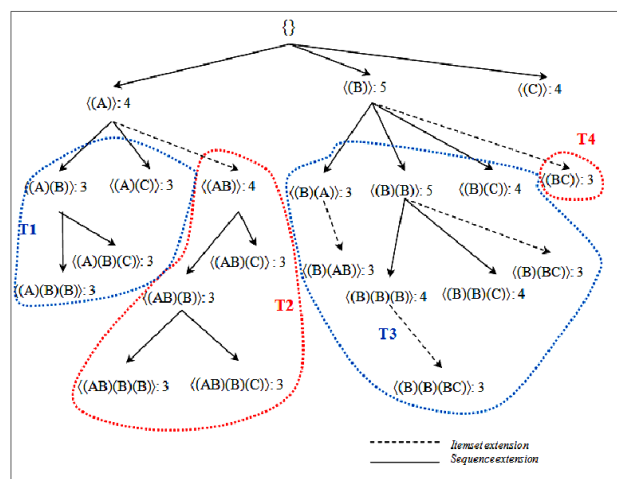 {}
⟨(A)⟩: 4
⟨(B)⟩: 5
⟨(C)⟩: 4
T4
⟨(A)(B)⟩: 3
⟨(A)(C)⟩: 3
⟨(AB)⟩: 4
⟨(B)(A)⟩: 3
⟨(B)(B)⟩: 5
⟨(B)(C)⟩: 4
⟨(BC)⟩: 3
T1
⟨(A)(B)(C)⟩: 3
⟨(AB)(C)⟩: 3
⟨(B)(AB)⟩: 3
⟨(B)(BC)⟩: 3
⟨(A)(B)(B)⟩: 3
⟨(AB)(B)⟩: 3
⟨(B)(B)(B)⟩: 4
⟨(B)(B)(C)⟩: 4
T2
T3
⟨(AB)(B)(B)⟩: 3
⟨(AB)(B)(C)⟩: 3
⟨(B)(B)(BC)⟩: 3
Itemset extension
Sequence extension